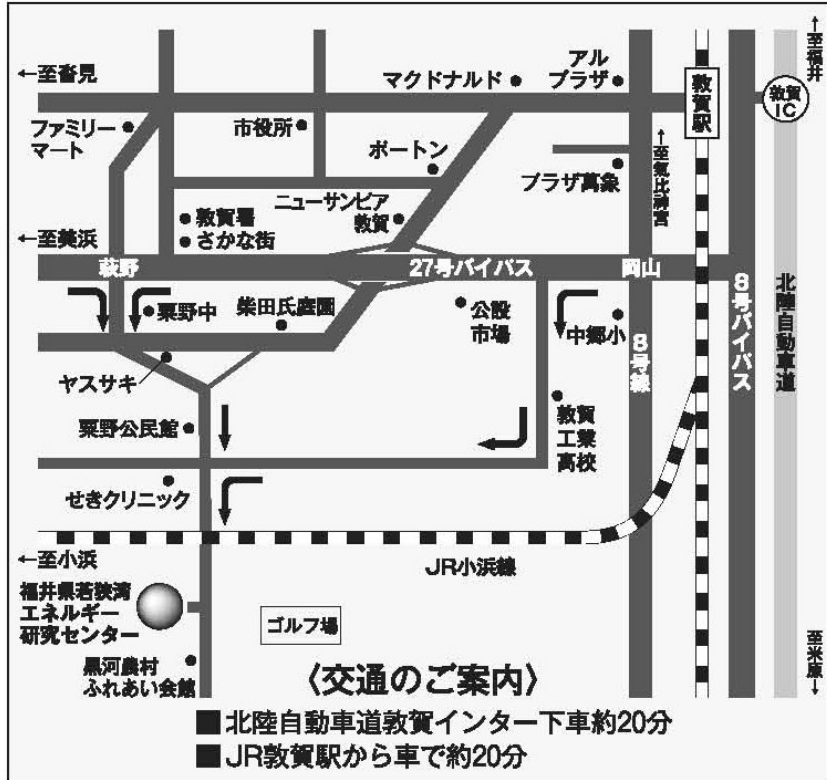 ←至沓見
マクドナルド
アル
プラザ
敦賀駅
敦賀
IC
↑至福井
ファミリー
マート
市役所
ポートン
プラザ萬象
↑至氣比神宮
ニューサンピア
敦賀
敦賀署
さかな街
←至美浜
萩野
27号バイパス
岡山
粟野中
柴田氏庭園
公設
市場
中郷小
8号線
8号バイパス
北陸自動車道
ヤスサキ
粟野公民館
敦賀
工業
高校
せきクリニック
←至小浜
JR小浜線
福井県若狭湾
エネルギー
研究センター
ゴルフ場
黒河農村
ふれあい会館
至米原↓
〈交通のご案内〉
■北陸自動車道敦賀インター下車約20分
■JR敦賀駅から車で約20分